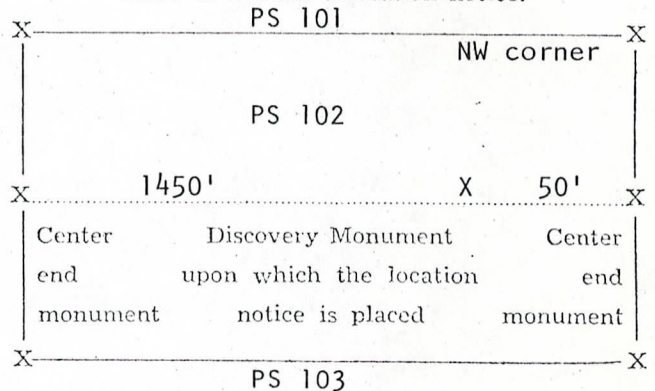 PS 101
X X
NW corner
PS 102
X 1450' X 50' X
Center Discovery Monument Center
end upon which the location end
monument notice is placed monument
X X
PS 103